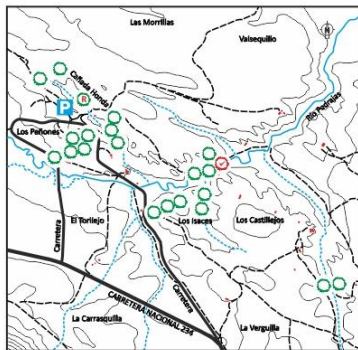 Las Morrillas
Valsequillo
N
Cañada Honda
R
P
Río Pedrajas
Los Peñones
El Torilejo
Carretera
Los Isaces
Los Castillejos
Carretera
CARRETERA NACIONAL 234
La Carrasquilla
La Verguilla